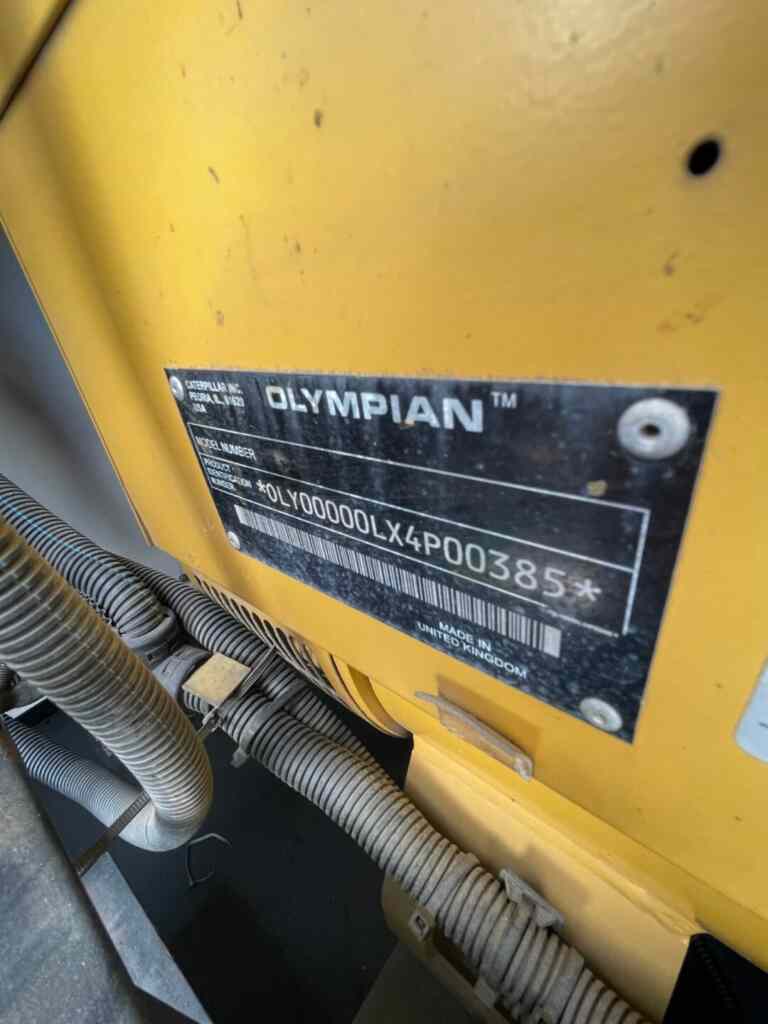 CATERPILLAR INC.
PEORIA, IL, 61629
USA
OLYMPIAN™
MODEL NUMBER
PRODUCT
IDENTIFICATION
NUMBER
*OLY00000LX4P00385*
MADE IN
UNITED KINGDOM